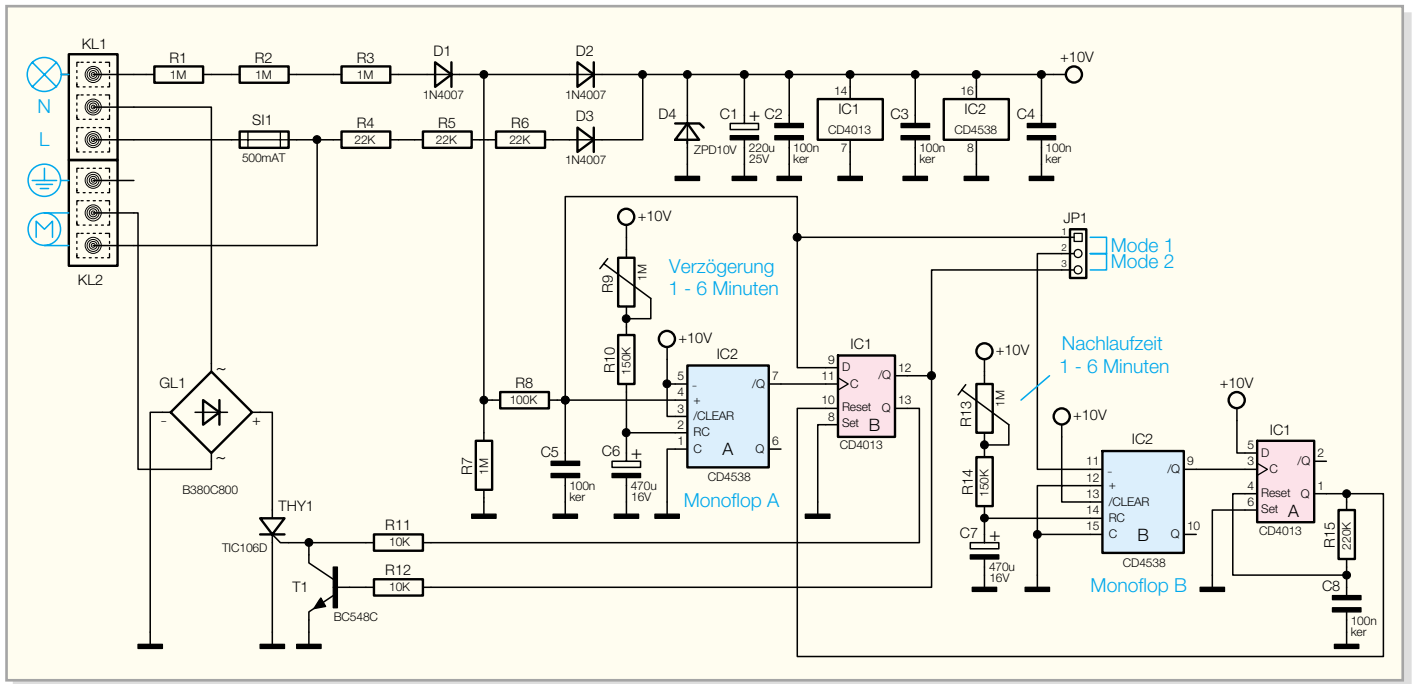 KL1
N
L
M
KL2
R1
1M
R2
1M
R3
1M
D1
1N4007
D2
1N4007
+10V
SI1
500mAT
R4
22K
R5
22K
R6
22K
D3
1N4007
D4
ZPD10V
C1
+
220u
25V
C2
100n
ker
14
IC1
CD4013
7
C3
100n
ker
16
IC2
CD4538
8
C4
100n
ker
+10V
R9
1M
Verzögerung
1 - 6 Minuten
R10
150K
+10V
IC2
5
-
4
+
3
/CLEAR
2
RC
1
C
/Q
7
A
Q
6
CD4538
Monoflop A
IC1
9
D
11
C
10
Reset
8
Set
/Q
12
Q
13
B
CD4013
JP1
1
2
3
Mode 1
Mode 2
R8
100K
R7
1M
C5
100n
ker
C6
+
470u
16V
GL1
~
-
+
~
B380C800
THY1
TIC106D
T1
BC548C
R11
10K
R12
10K
+10V
R13
1M
Nachlaufzeit
1 - 6 Minuten
R14
150K
C7
+
470u
16V
+10V
IC2
11
-
12
+
13
/CLEAR
14
RC
15
C
/Q
9
B
Q
10
CD4538
Monoflop B
+10V
IC1
5
D
3
C
4
Reset
6
Set
/Q
2
Q
1
A
CD4013
R15
220K
C8
100n
ker